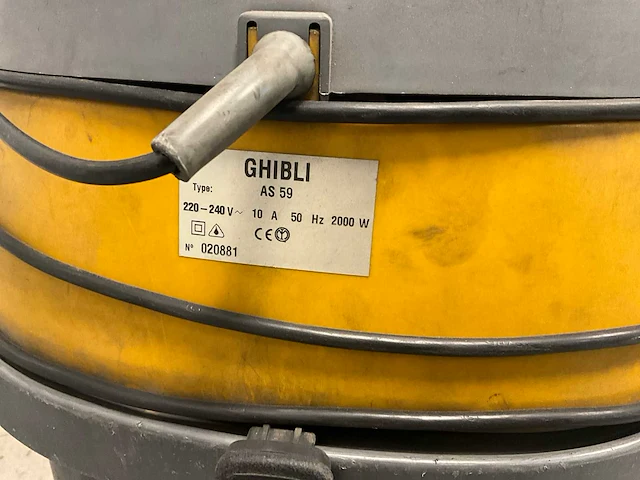 GHIBLI
Type: AS 59
220-240 V~ 10 A 50 Hz 2000 W
CE
N° 020881